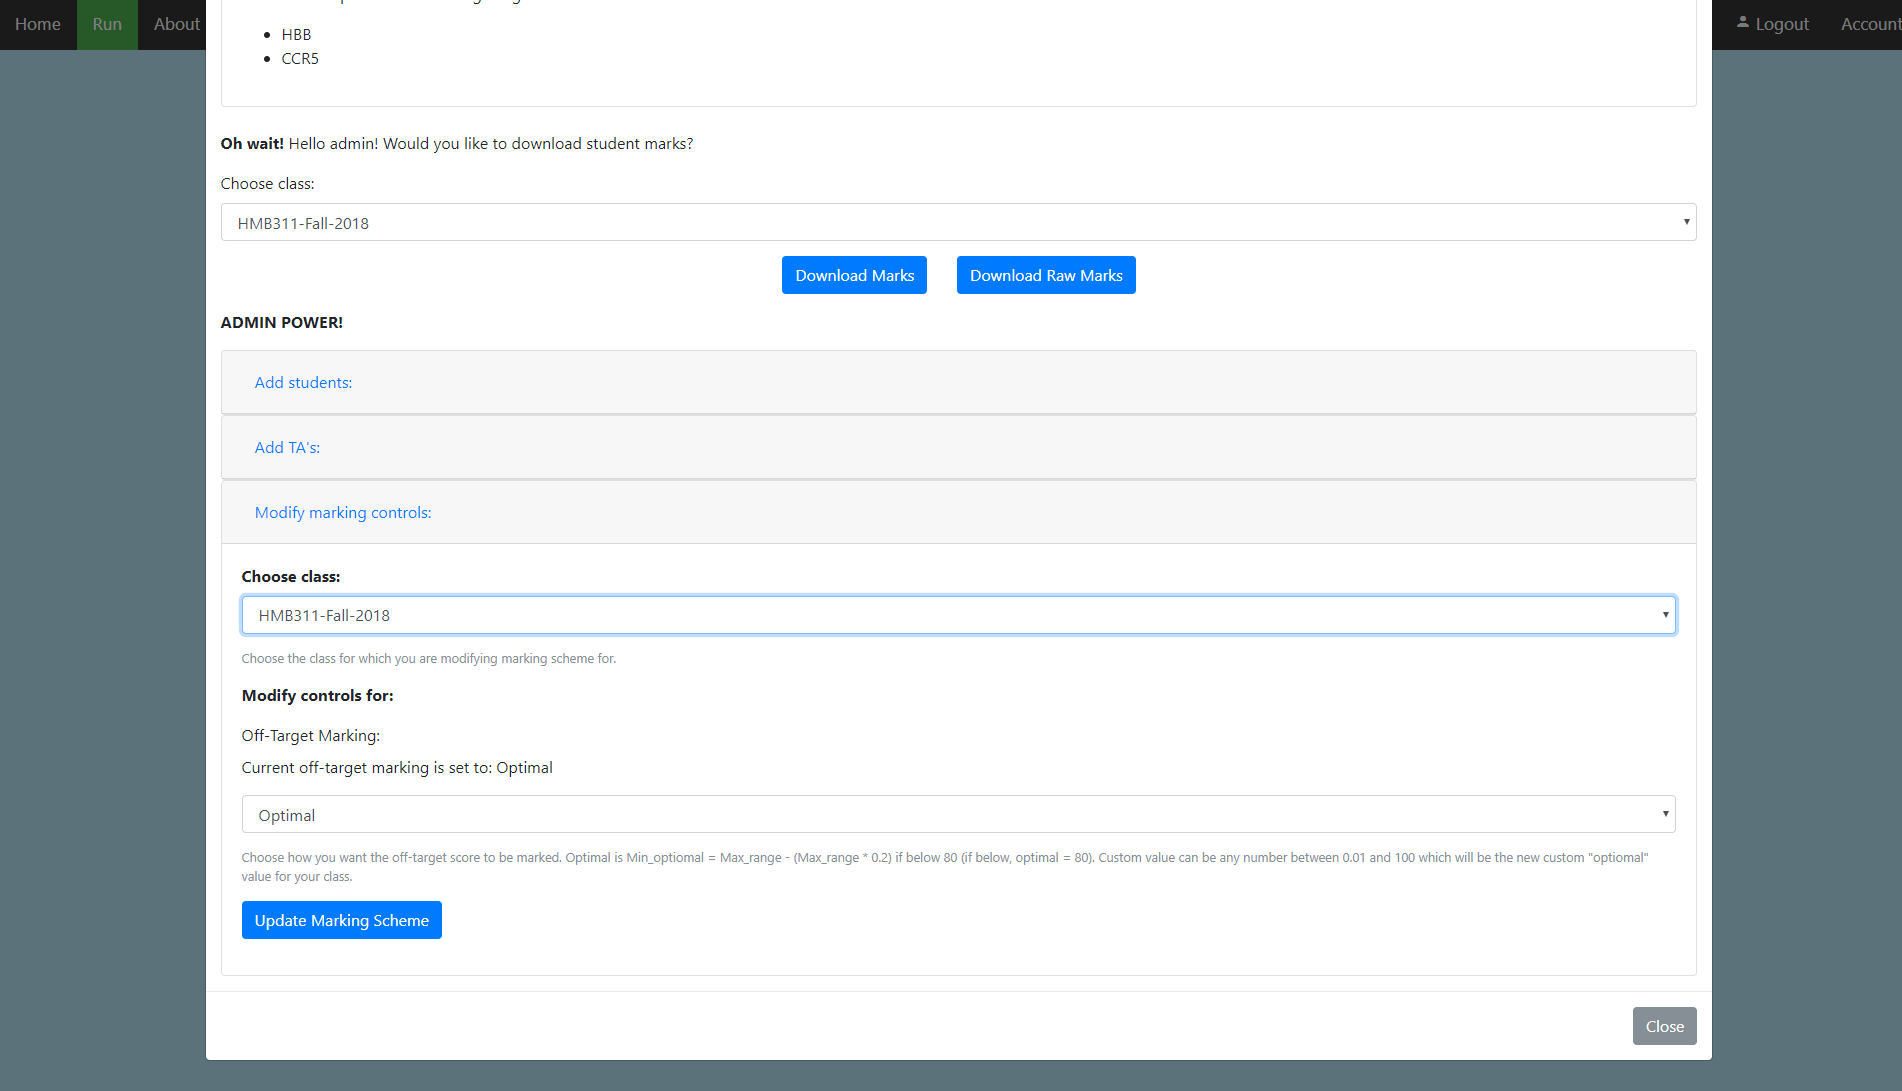 Home
Run
About
Logout
Account
HBB
CCR5
Oh wait! Hello admin! Would you like to download student marks?
Choose class:
HMB311-Fall-2018
Download Marks
Download Raw Marks
ADMIN POWER!
Add students:
Add TA's:
Modify marking controls:
Choose class:
HMB311-Fall-2018
Choose the class for which you are modifying marking scheme for.
Modify controls for:
Off-Target Marking:
Current off-target marking is set to: Optimal
Optimal
Choose how you want the off-target score to be marked. Optimal is Min_optiomal = Max_range - (Max_range * 0.2) if below 80 (if below, optimal = 80). Custom value can be any number between 0.01 and 100 which will be the new custom "optiomal"
value for your class.
Update Marking Scheme
Close